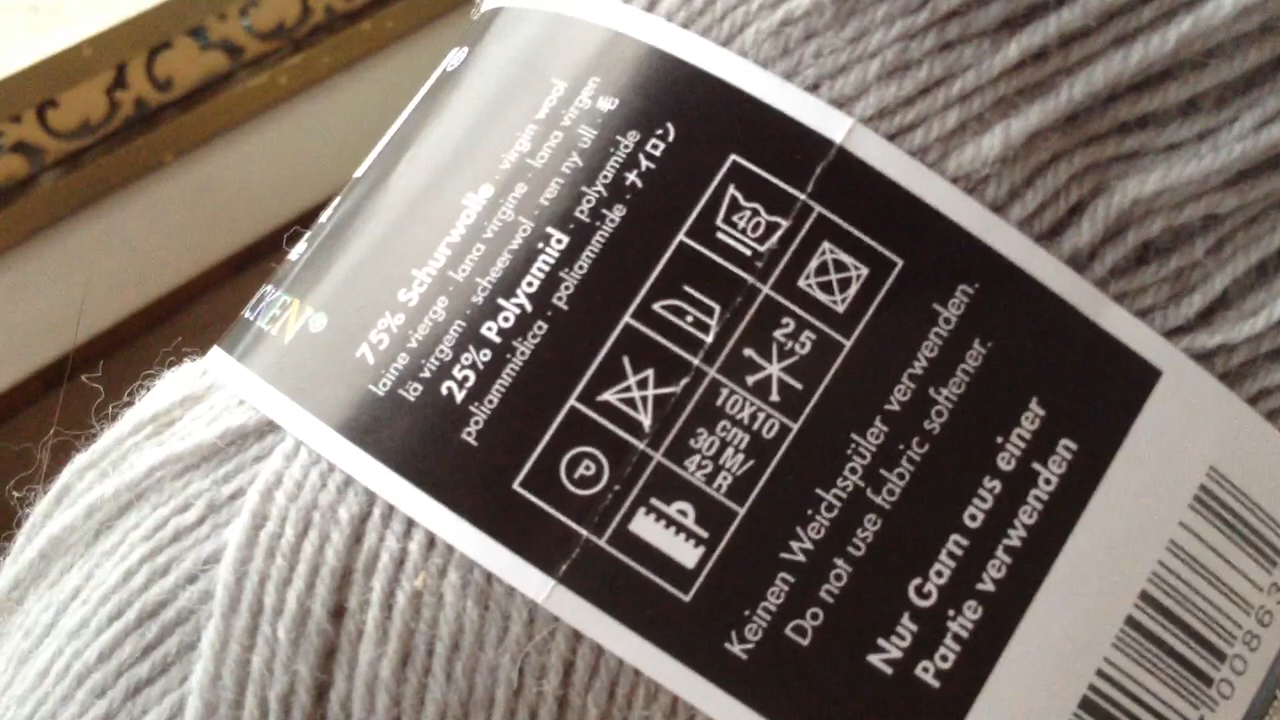 75% Schurwolle · virgin wool
laine vierge · lana virgine · lana virgen
lã virgem · scheerwol · ren ny ull · 毛
25% Polyamid · polyamide
poliammidica · poliammide · ナイロン
40
2,5
10X10
cm
30 M/
42 R
P
Keinen Weichspüler verwenden.
Do not use fabric softener.
Nur Garn aus einer
Partie verwenden